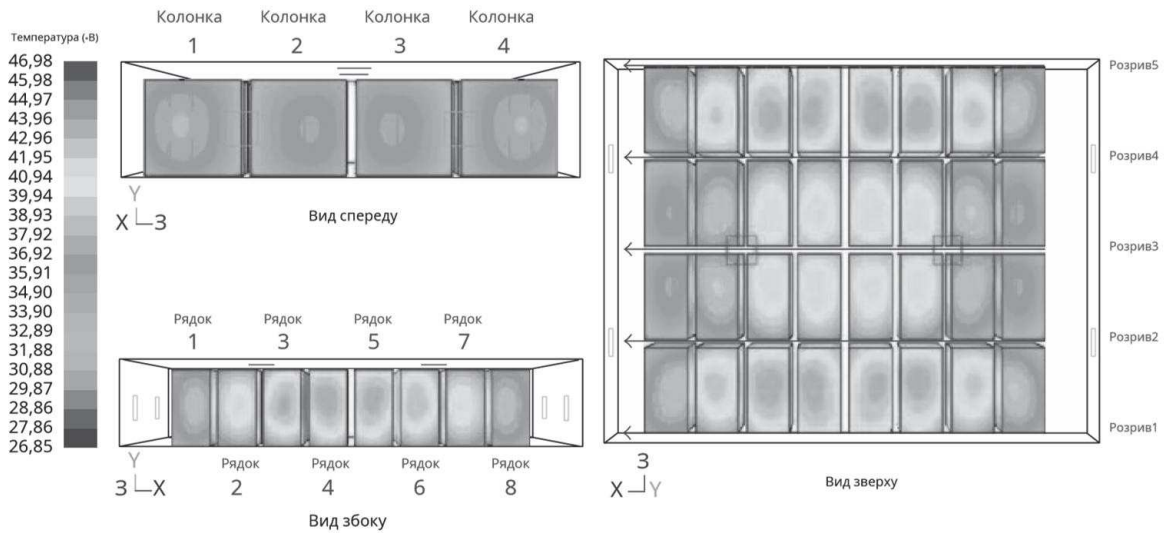 Температура (•В)
46,98
45,98
44,97
43,96
42,96
41,95
40,94
39,94
38,93
37,92
36,92
35,91
34,90
33,90
32,89
31,88
30,88
29,87
28,86
27,86
26,85
Колонка Колонка Колонка Колонка
1 2 3 4
Y
X З
Вид спереду
Рядок Рядок Рядок Рядок
1 3 5 7
Рядок Рядок Рядок Рядок
2 4 6 8
Y
З X
Вид збоку
Розрив5
Розрив4
Розрив3
Розрив2
Розрив1
З
X Y
Вид зверху